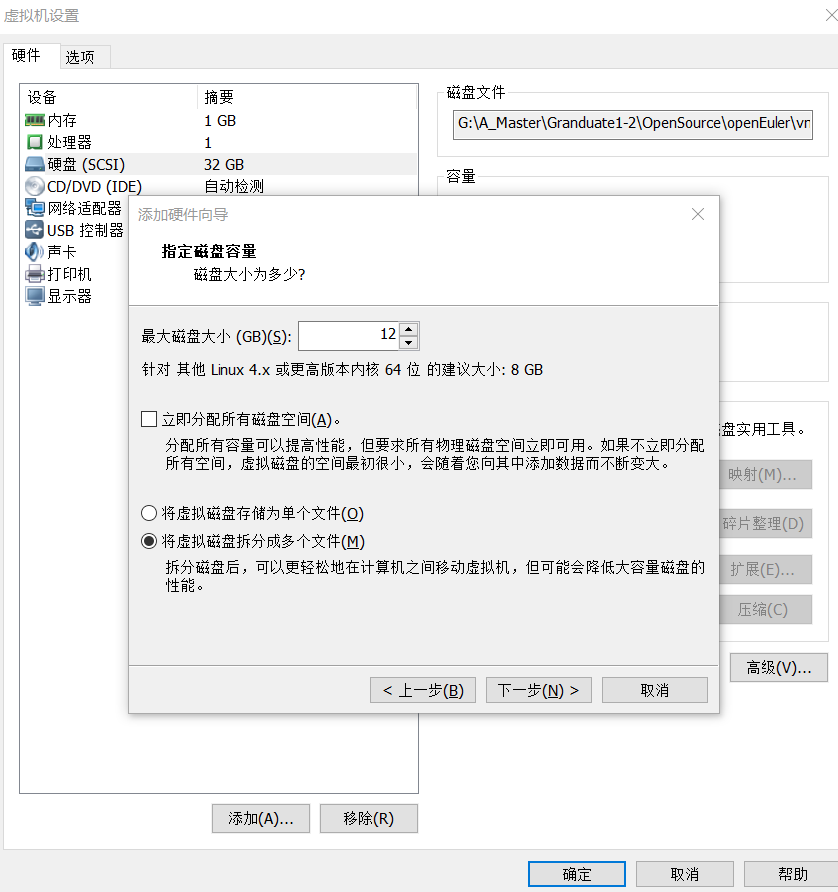 虚拟机设置
硬件 选项
设备 摘要
内存 1 GB
处理器 1
硬盘 (SCSI) 32 GB
CD/DVD (IDE) 自动检测
网络适配器
USB 控制器
声卡
打印机
显示器
添加(A)... 移除(R)
磁盘文件
G:\A_Master\Granduate1-2\OpenSource\openEuler\vn
容量
盘实用工具。
映射(M)...
碎片整理(D)
扩展(E)...
压缩(C)
高级(V)...
添加硬件向导
指定磁盘容量
磁盘大小为多少?
最大磁盘大小 (GB)(S): 12
针对 其他 Linux 4.x 或更高版本内核 64 位 的建议大小: 8 GB
立即分配所有磁盘空间(A)。
分配所有容量可以提高性能，但要求所有物理磁盘空间立即可用。如果不立即分配
所有空间，虚拟磁盘的空间最初很小，会随着您向其中添加数据而不断变大。
将虚拟磁盘存储为单个文件(O)
将虚拟磁盘拆分成多个文件(M)
拆分磁盘后，可以更轻松地在计算机之间移动虚拟机，但可能会降低大容量磁盘的
性能。
< 上一步(B) 下一步(N) > 取消
确定 取消 帮助